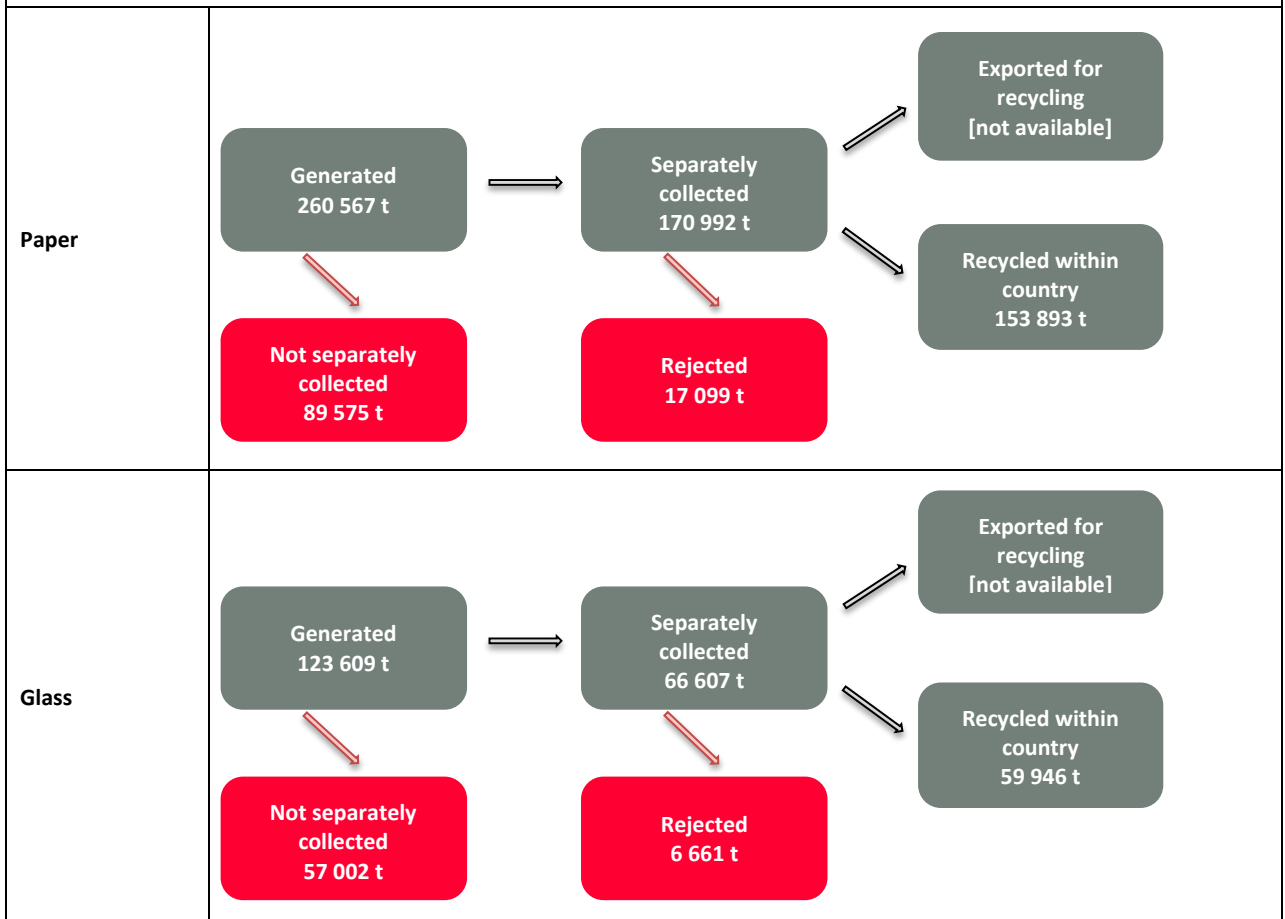 Paper
Generated
260 567 t
Separately
collected
170 992 t
Exported for
recycling
[not available]
Recycled within
country
153 893 t
Not separately
collected
89 575 t
Rejected
17 099 t
Glass
Generated
123 609 t
Separately
collected
66 607 t
Exported for
recycling
[not available]
Recycled within
country
59 946 t
Not separately
collected
57 002 t
Rejected
6 661 t